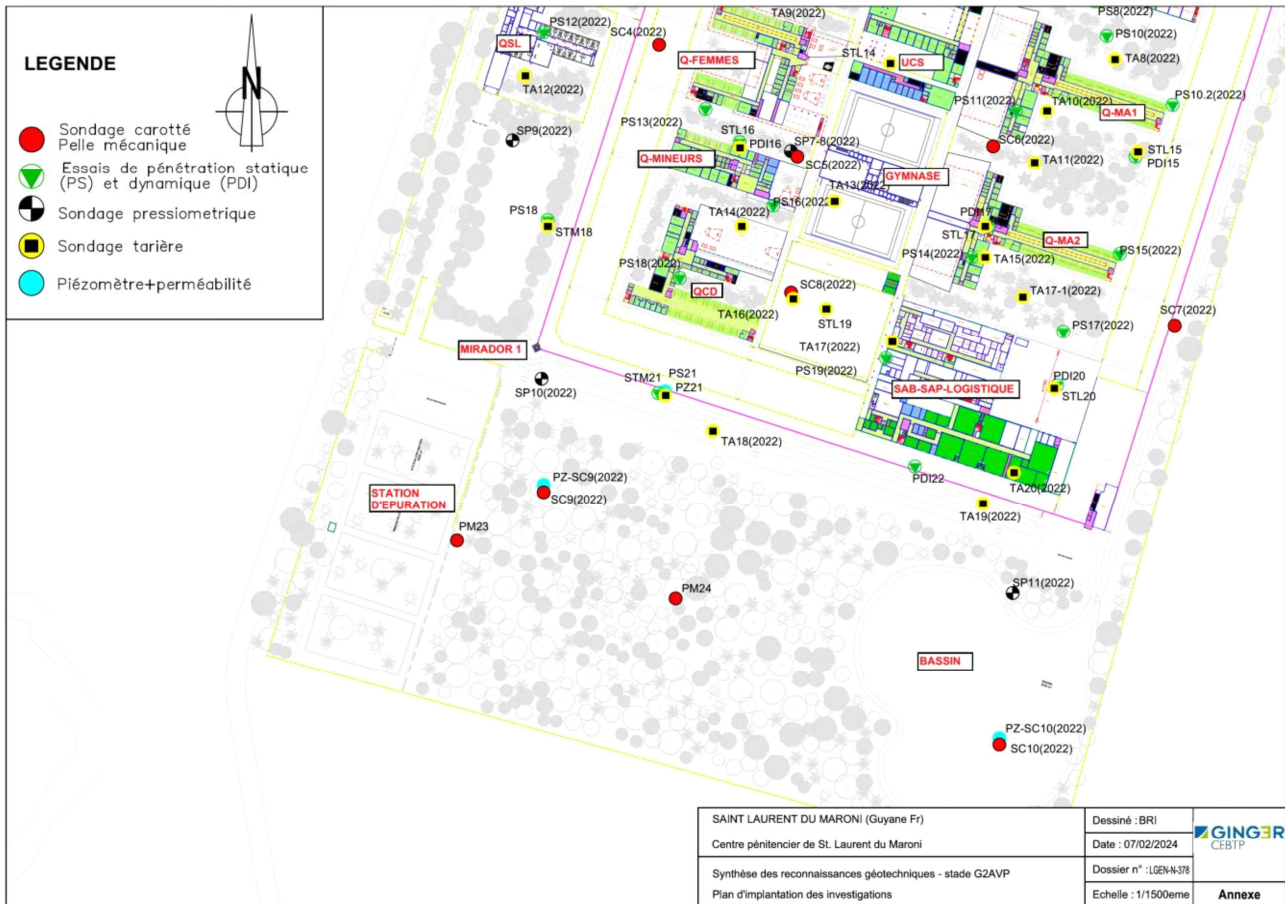 LEGENDE
N
Sondage carotté
Pelle mécanique
Essais de pénétration statique
(PS) et dynamique (PDI)
Sondage pressiometrique
Sondage tarière
Piézomètre+perméabilité
PS12(2022)
QSL
TA12(2022)
SC4(2022)
TA9(2022)
STL14
Q-FEMMES
UCS
PS8(2022)
PS10(2022)
TA8(2022)
PS10.2(2022)
TA10(2022)
Q-MA1
PS11(2022)
SP9(2022)
PS13(2022)
STL16
PDI16
SP7-8(2022)
SC5(2022)
SC6(2022)
STL15
PDI15
TA11(2022)
Q-MINEURS
GYMNASE
TA13(2022)
PS16(2022)
PS18
STM18
TA14(2022)
PDI17
STL17
Q-MA2
PS14(2022)
TA15(2022)
PS15(2022)
PS18(2022)
QCD
SC8(2022)
TA16(2022)
STL19
TA17-1(2022)
SC7(2022)
PS17(2022)
TA17(2022)
PS19(2022)
MIRADOR 1
SP10(2022)
STM21
PS21
PZ21
SAB-SAP-LOGISTIQUE
PDI20
STL20
TA18(2022)
PDI22
TA20(2022)
TA19(2022)
PZ-SC9(2022)
SC9(2022)
STATION
D'EPURATION
PM23
PM24
SP11(2022)
BASSIN
PZ-SC10(2022)
SC10(2022)
SAINT LAURENT DU MARONI (Guyane Fr)
Centre pénitencier de St. Laurent du Maroni
Synthèse des reconnaissances géotechniques - stade G2AVP
Plan d'implantation des investigations
Dessiné : BRI
Date : 07/02/2024
Dossier n° : LGEN-N-378
Echelle : 1/1500eme
GINGER
CEBTP
Annexe